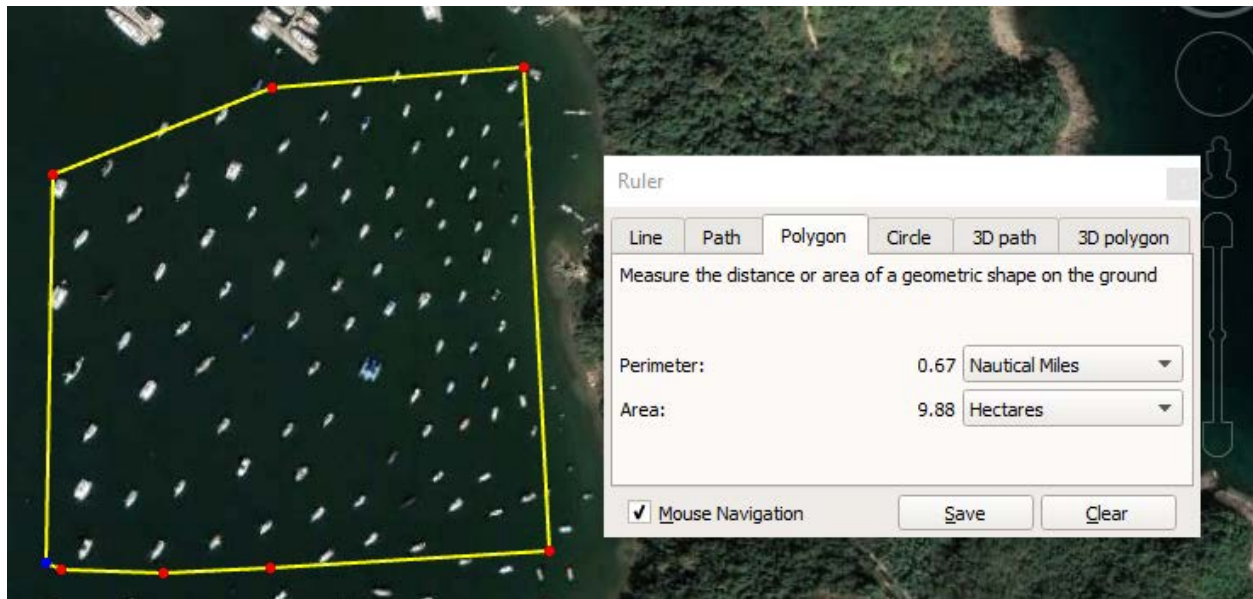 Ruler
Line Path Polygon Circle 3D path 3D polygon
Measure the distance or area of a geometric shape on the ground
Perimeter: 0.67 Nautical Miles
Area: 9.88 Hectares
Mouse Navigation Save Clear